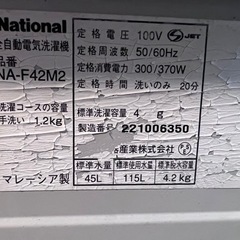 National
全自動電気洗濯機
品番
NA-F42M2
洗濯コースの容量
手洗い 1.2kg
マレーシア製
定格電圧 100V
JET
定格周波数 50/60Hz
定格消費電力 300/370W
定格時間 洗いのみ 20分
標準洗濯容量 4. g
製造番号 221006350
産業株式会社
標準水量 標準使用水量 標準脱水容量
45L 115L 4.2kg